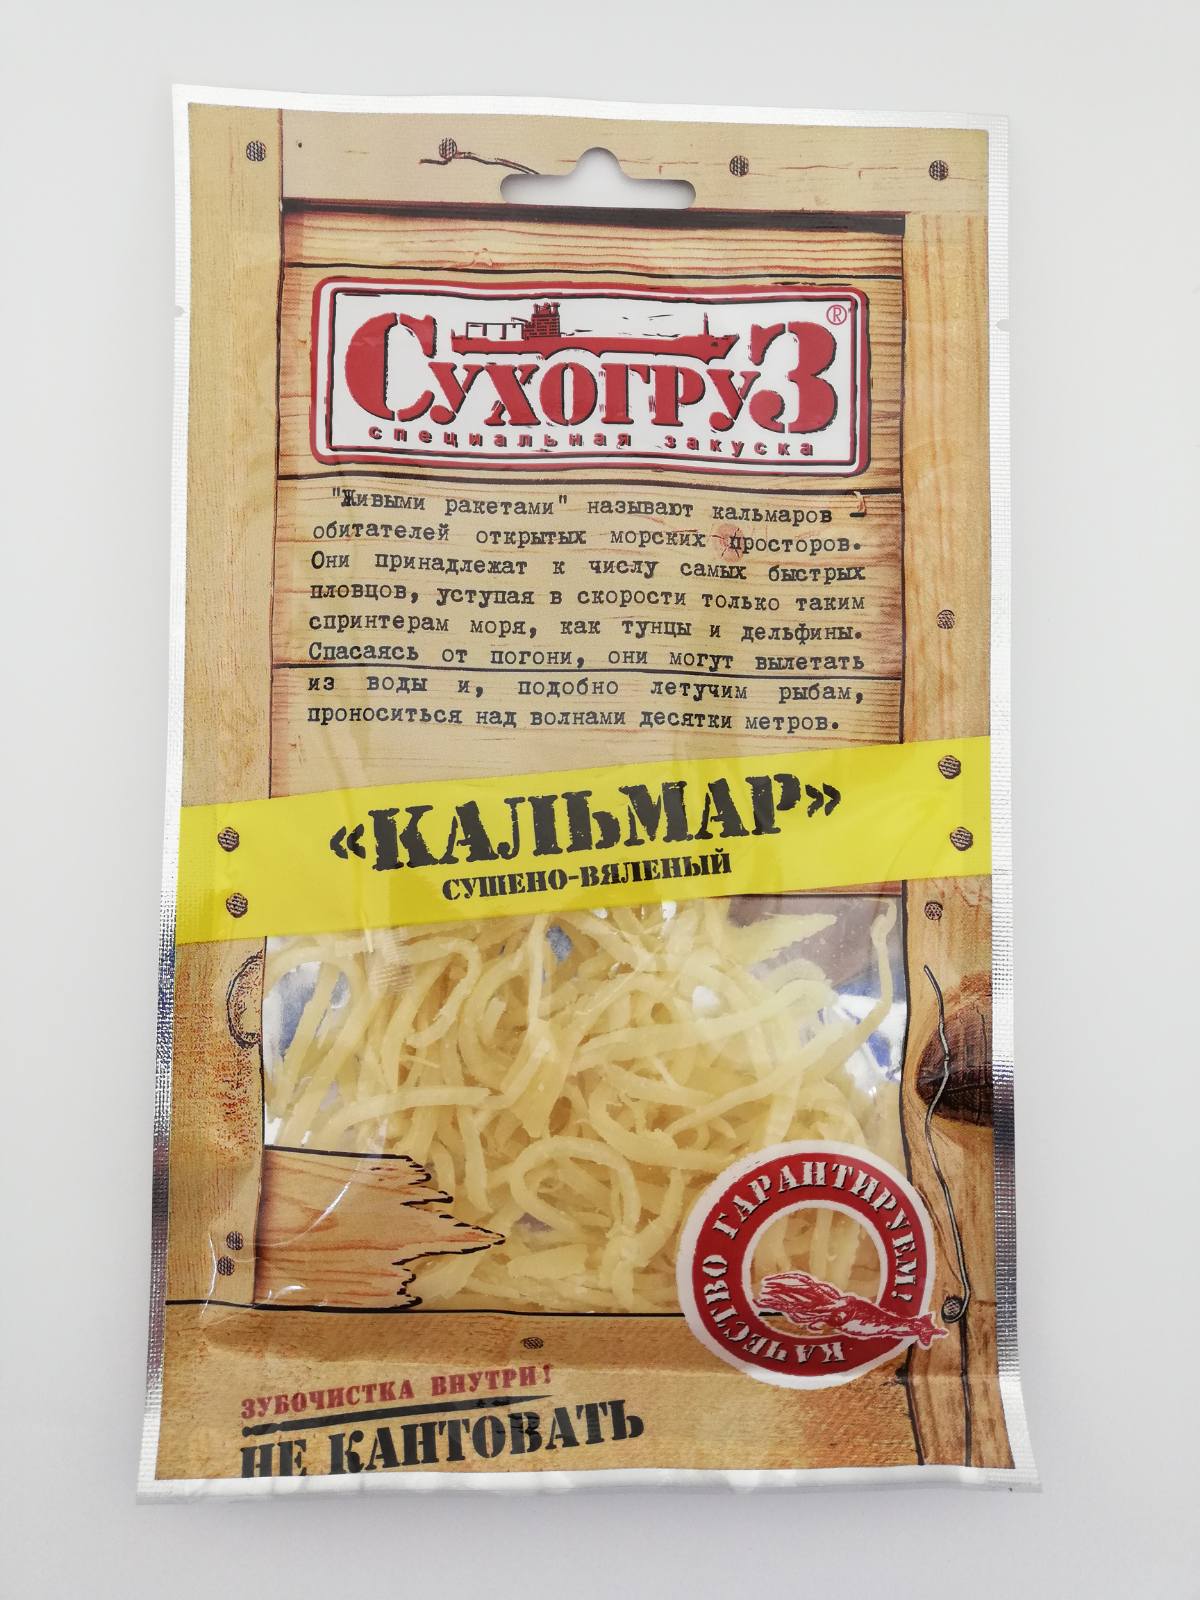 СухогруЗ®
специальная закуска
"Живыми ракетами" называют кальмаров –
обитателей открытых морских просторов.
Они принадлежат к числу самых быстрых
пловцов, уступая в скорости только таким
спринтерам моря, как тунцы и дельфины.
Спасаясь от погони, они могут вылетать
из воды и, подобно летучим рыбам,
проноситься над волнами десятки метров.
«КАЛЬМАР»
СУШЕНО-ВЯЛЕНЫЙ
КАЧЕСТВО ГАРАНТИРУЕМ!
ЗУБОЧИСТКА ВНУТРИ!
НЕ КАНТОВАТЬ